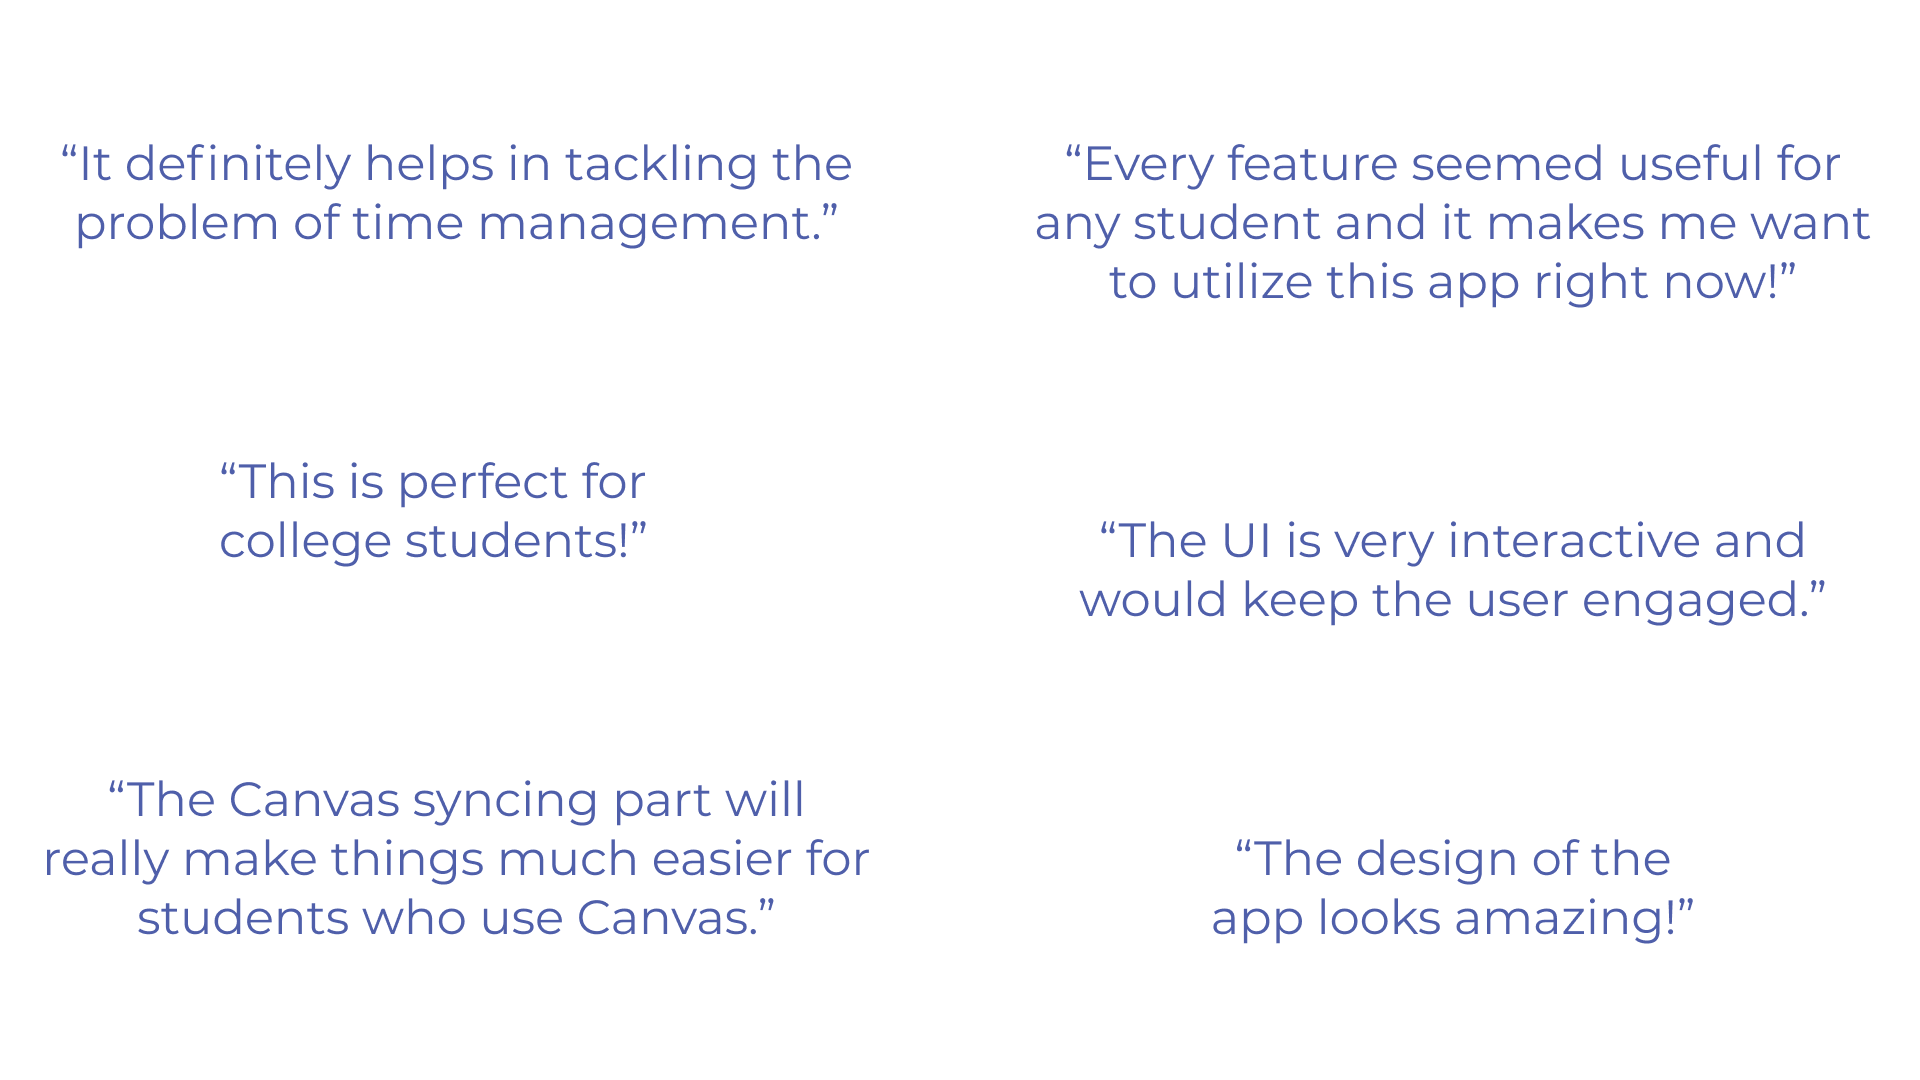 “It definitely helps in tackling the
problem of time management.”
“This is perfect for
college students!”
“The Canvas syncing part will
really make things much easier for
students who use Canvas.”
“Every feature seemed useful for
any student and it makes me want
to utilize this app right now!”
“The UI is very interactive and
would keep the user engaged.”
“The design of the
app looks amazing!”